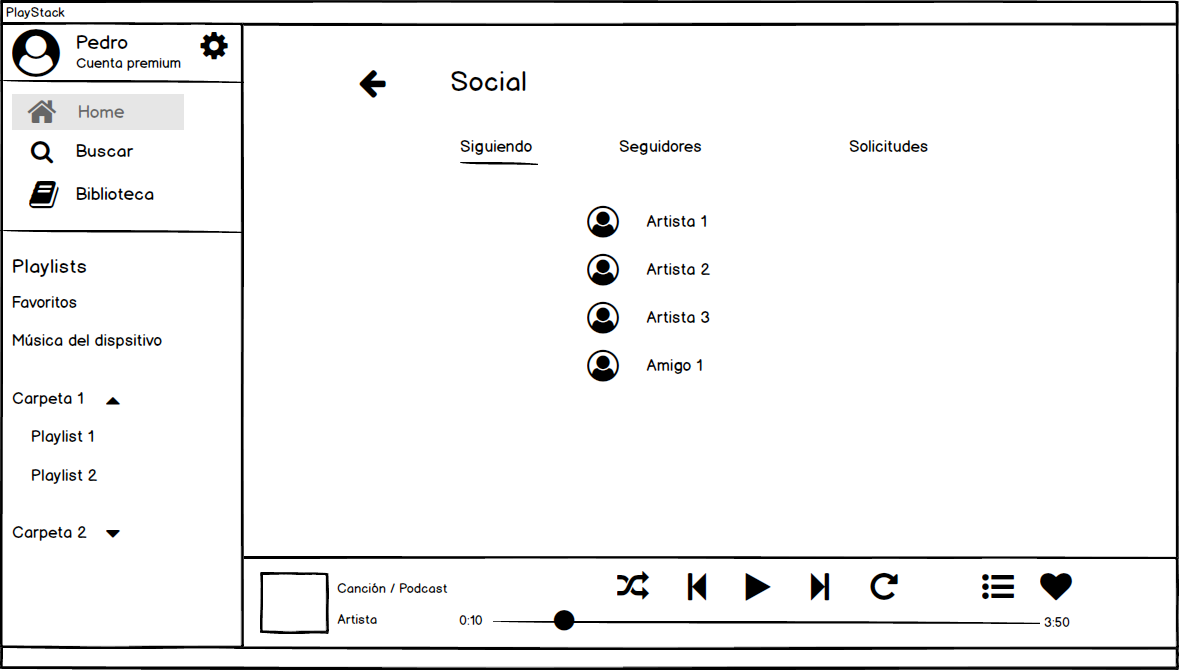 PlayStack
Pedro
Cuenta premium
Home
Buscar
Biblioteca
Playlists
Favoritos
Música del dispsitivo
Carpeta 1
Playlist 1
Playlist 2
Carpeta 2
Social
Siguiendo Seguidores Solicitudes
Artista 1
Artista 2
Artista 3
Amigo 1
Canción / Podcast
Artista
0:10
3:50